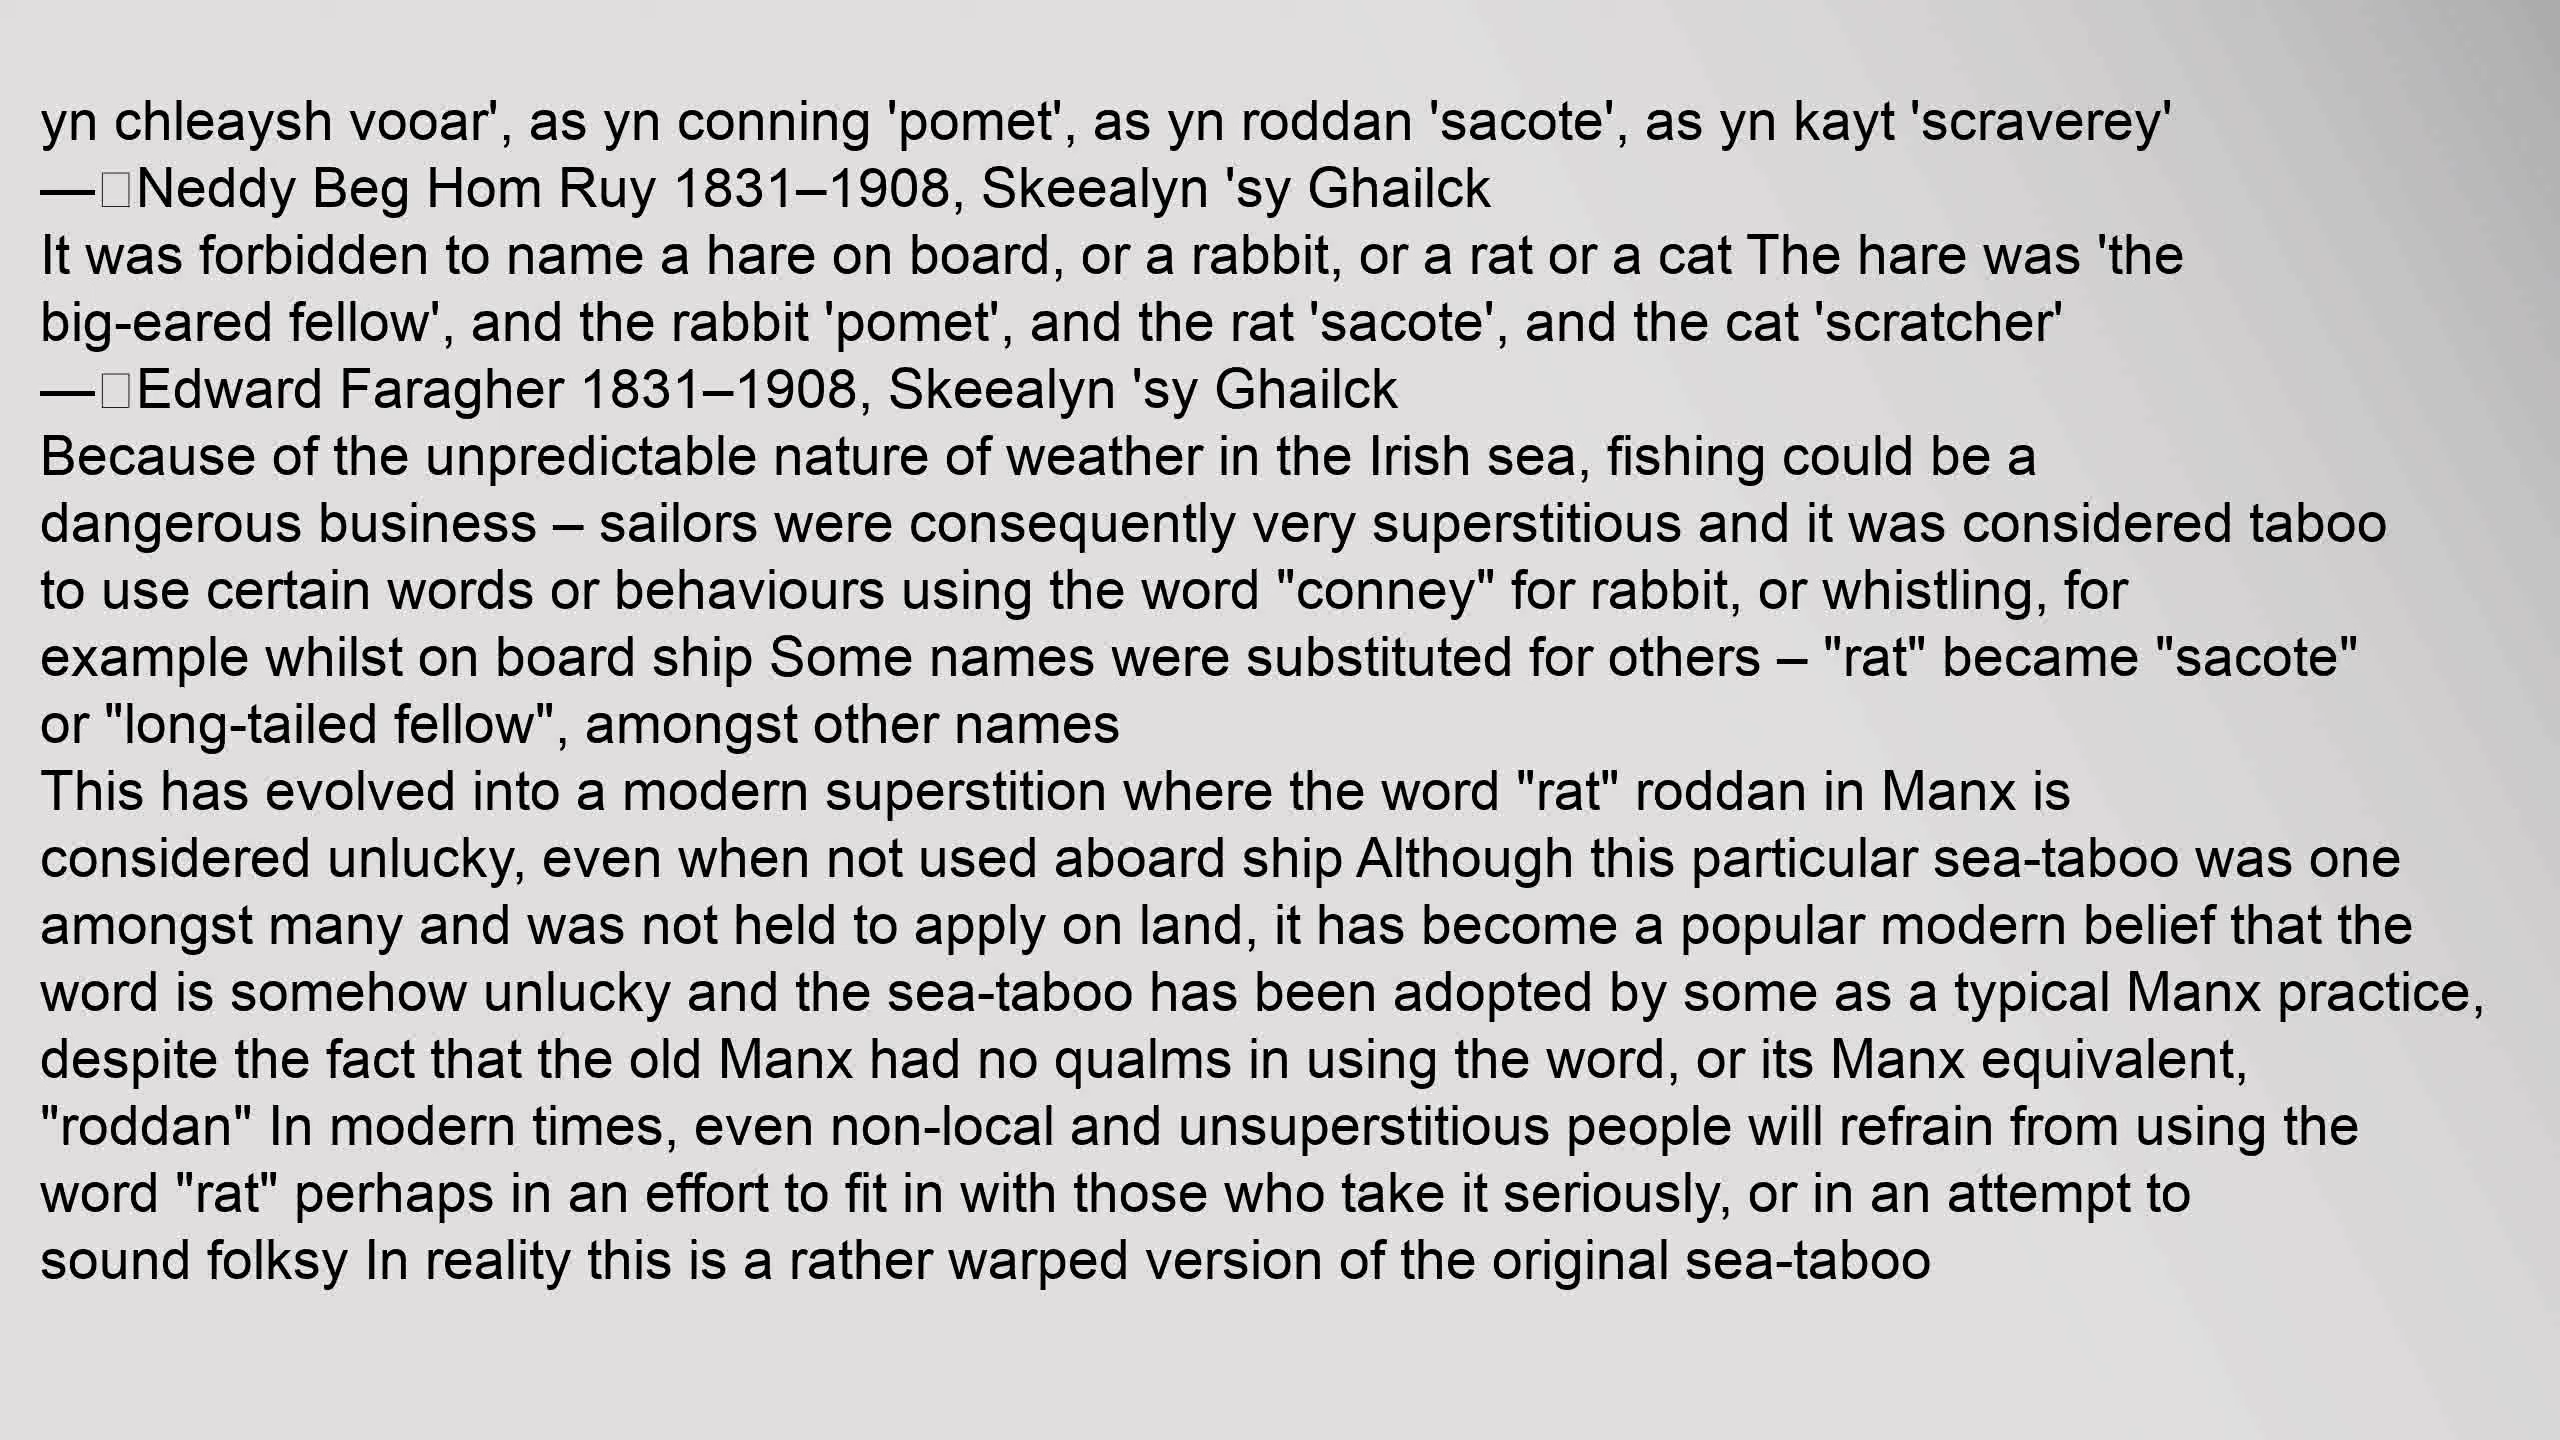 yn chleaysh vooar', as yn conning 'pomet', as yn roddan 'sacote', as yn kayt 'scraverey'
—□Neddy Beg Hom Ruy 1831–1908, Skeealyn 'sy Ghailck
It was forbidden to name a hare on board, or a rabbit, or a rat or a cat The hare was 'the
big-eared fellow', and the rabbit 'pomet', and the rat 'sacote', and the cat 'scratcher'
—□Edward Faragher 1831–1908, Skeealyn 'sy Ghailck
Because of the unpredictable nature of weather in the Irish sea, fishing could be a
dangerous business – sailors were consequently very superstitious and it was considered taboo
to use certain words or behaviours using the word "conney" for rabbit, or whistling, for
example whilst on board ship Some names were substituted for others – "rat" became "sacote"
or "long-tailed fellow", amongst other names
This has evolved into a modern superstition where the word "rat" roddan in Manx is
considered unlucky, even when not used aboard ship Although this particular sea-taboo was one
amongst many and was not held to apply on land, it has become a popular modern belief that the
word is somehow unlucky and the sea-taboo has been adopted by some as a typical Manx practice,
despite the fact that the old Manx had no qualms in using the word, or its Manx equivalent,
"roddan" In modern times, even non-local and unsuperstitious people will refrain from using the
word "rat" perhaps in an effort to fit in with those who take it seriously, or in an attempt to
sound folksy In reality this is a rather warped version of the original sea-taboo